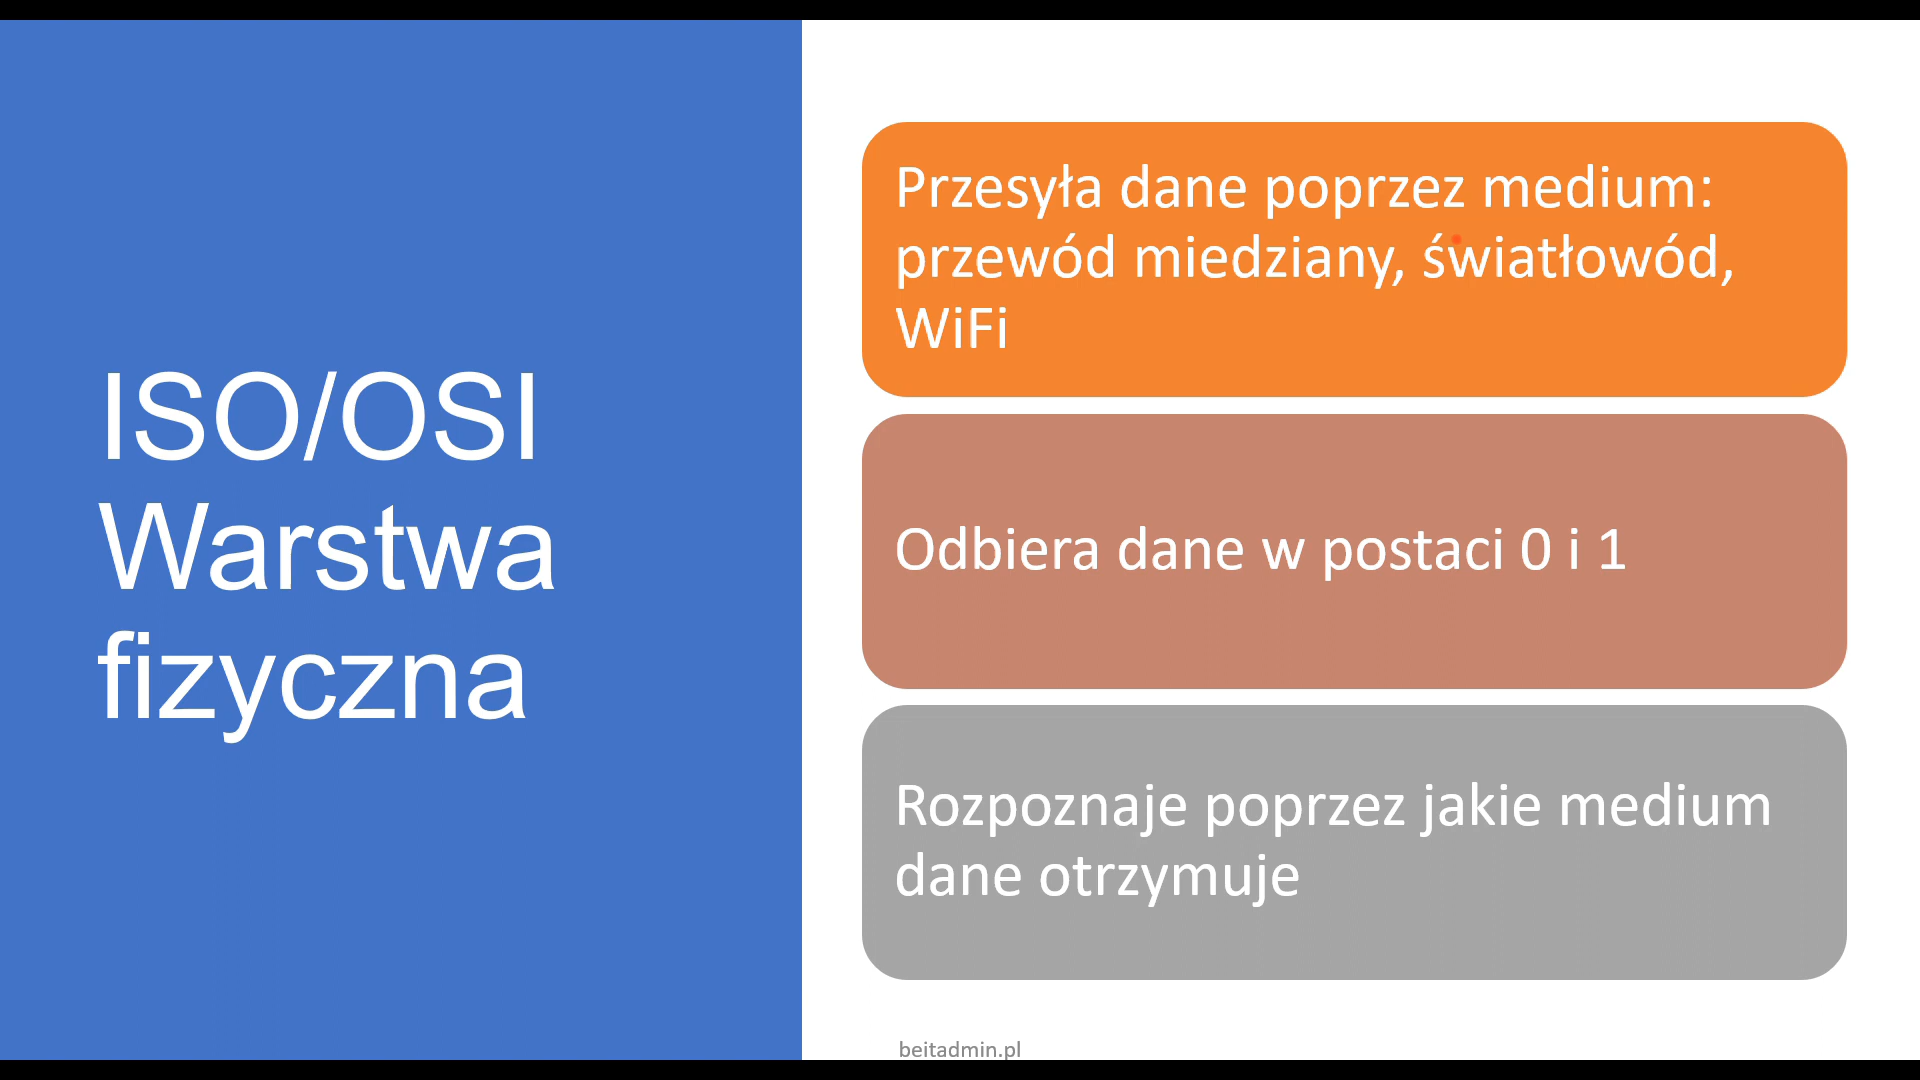 ISO/OSI
Warstwa
fizyczna
Przesyła dane poprzez medium:
przewód miedziany, światłowód,
WiFi
Odbiera dane w postaci 0 i 1
Rozpoznaje poprzez jakie medium
dane otrzymuje
beitadmin.pl